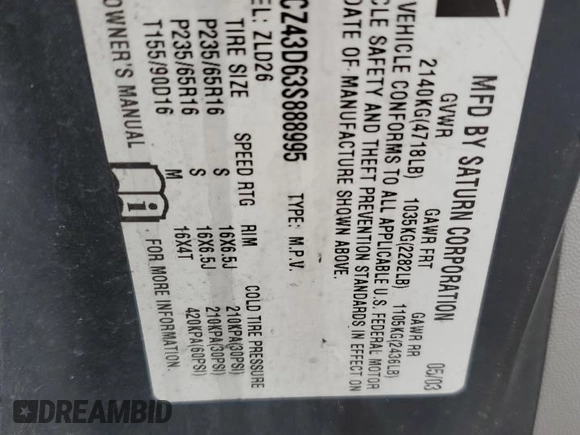 MFD BY SATURN CORPORATION 05/03
GVWR GAWR FRT GAWR RR
2140KG(4718LB) 1035KG(2282LB) 1105KG(2436LB)
VEHICLE CONFORMS TO ALL APPLICABLE U.S. FEDERAL MOTOR
CLE SAFETY AND THEFT PREVENTION STANDARDS IN EFFECT ON
DATE OF MANUFACTURE SHOWN ABOVE.
CZ43D63S888995 TYPE: M.P.V.
EL: ZLD26
TIRE SIZE SPEED RTG RIM COLD TIRE PRESSURE
P235/65R16 S 16X6.5J 210KPA(30PSI)
P235/65R16 S 16X6.5J 210KPA(30PSI)
T155/90D16 M 16X4T 420KPA(60PSI)
OWNER'S MANUAL i FOR MORE INFORMATION
DREAMBID